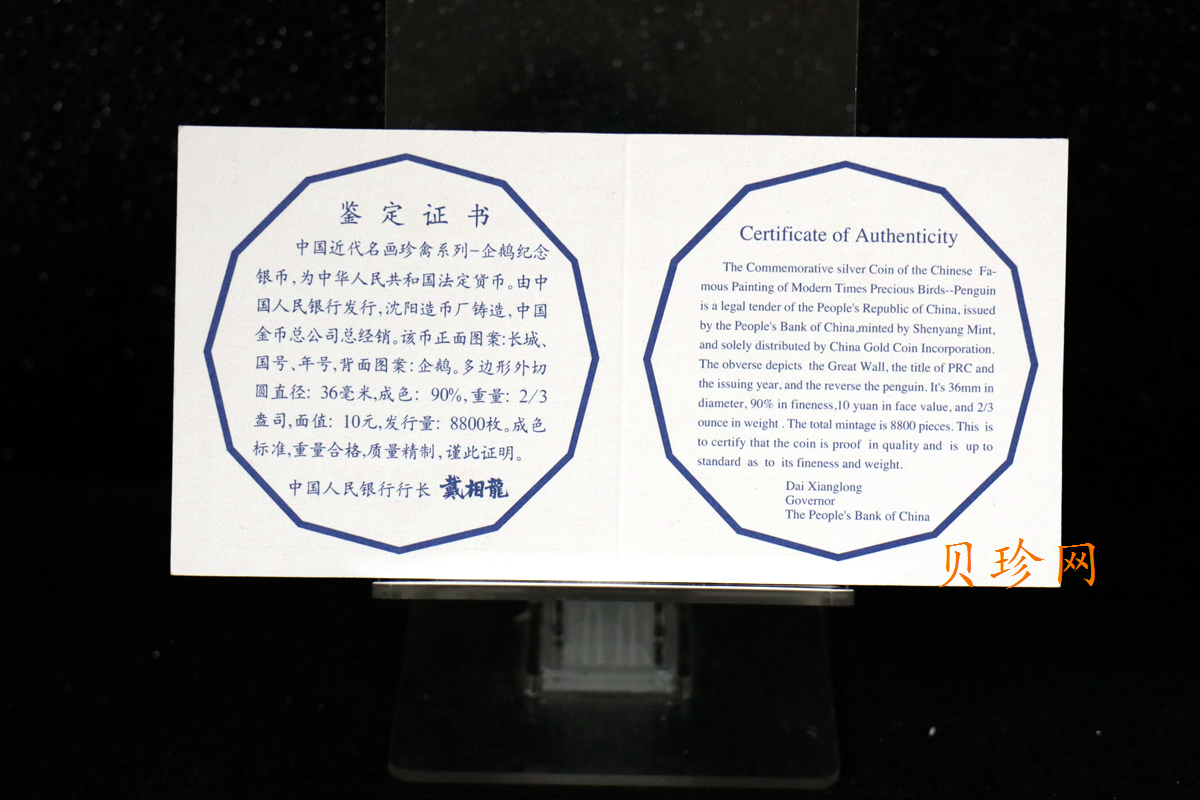 鉴定证书
中国近代名画珍禽系列-企鹅纪念
银币,为中华人民共和国法定货币。由中
国人民银行发行,沈阳造币厂铸造,中国
金币总公司总经销。该币正面图案:长城、
国号、年号,背面图案:企鹅。多边形外切
圆直径: 36毫米,成色: 90%,重量: 2/3
盎司,面值: 10元,发行量: 8800枚。成色
标准,重量合格,质量精制,谨此证明。
中国人民银行行长 戴相龍
Certificate of Authenticity
The Commemorative silver Coin of the Chinese Fa-
mous Painting of Modern Times Precious Birds--Penguin
is a legal tender of the People's Republic of China, issued
by the People's Bank of China,minted by Shenyang Mint,
and solely distributed by China Gold Coin Incorporation.
The obverse depicts the Great Wall, the title of PRC and
the issuing year, and the reverse the penguin. It's 36mm in
diameter, 90% in fineness,10 yuan in face value, and 2/3
ounce in weight . The total mintage is 8800 pieces. This is
to certify that the coin is proof in quality and is up to
standard as to its fineness and weight.
Dai Xianglong
Governor
The People's Bank of China
贝珍网